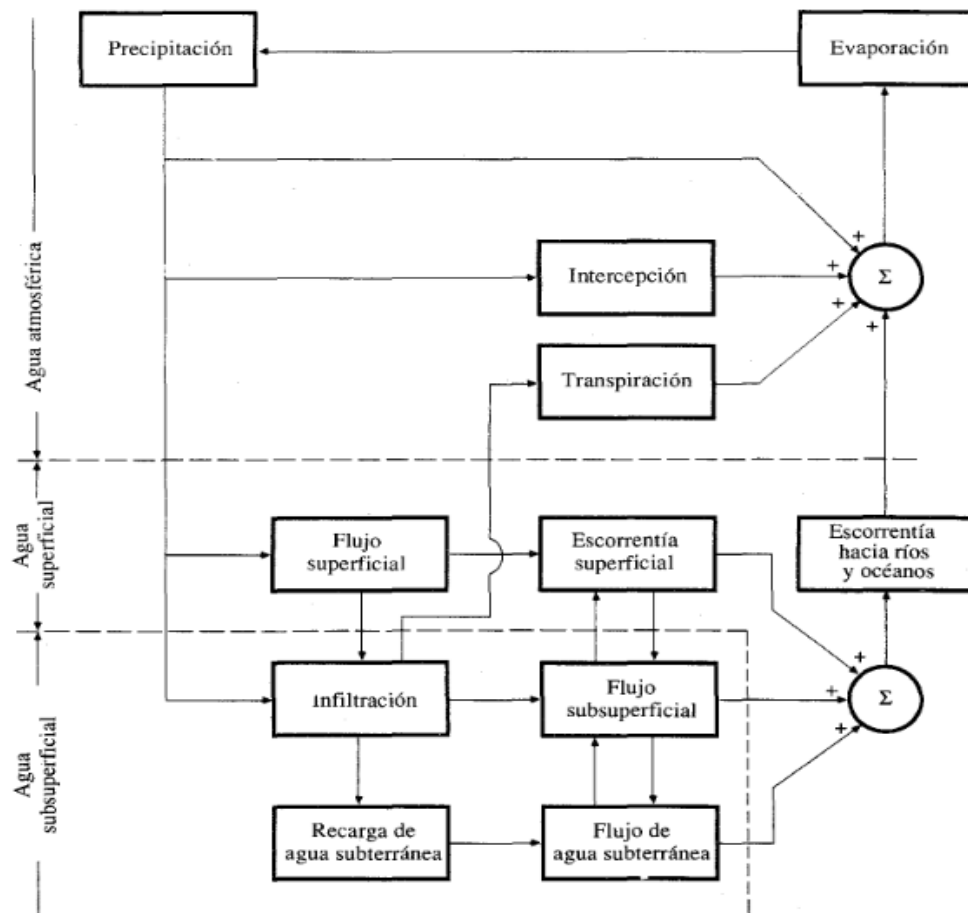 Precipitación
Evaporación
Agua atmosférica
+
Intercepción
+
Σ
+
+
Transpiración
Agua
superficial
Flujo
superficial
Escorrentía
superficial
Escorrentía
hacia ríos
y océanos
Agua
subsuperficial
Infiltración
Flujo
subsuperficial
+
+
Σ
+
Recarga de
agua subterránea
Flujo de
agua subterránea